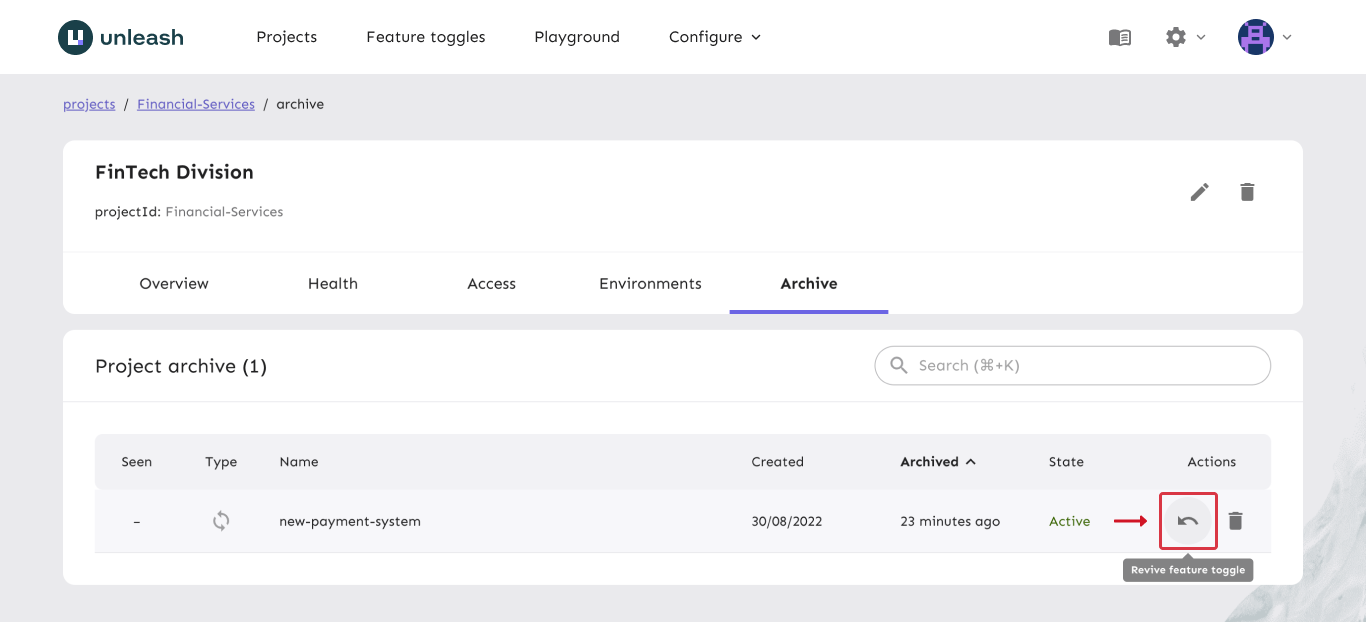 unleash Projects Feature toggles Playground Configure
projects / Financial-Services / archive
FinTech Division
projectId: Financial-Services
Overview Health Access Environments Archive
Project archive (1) Search (⌘+K)
Seen Type Name Created Archived State Actions
– new-payment-system 30/08/2022 23 minutes ago Active
Revive feature toggle